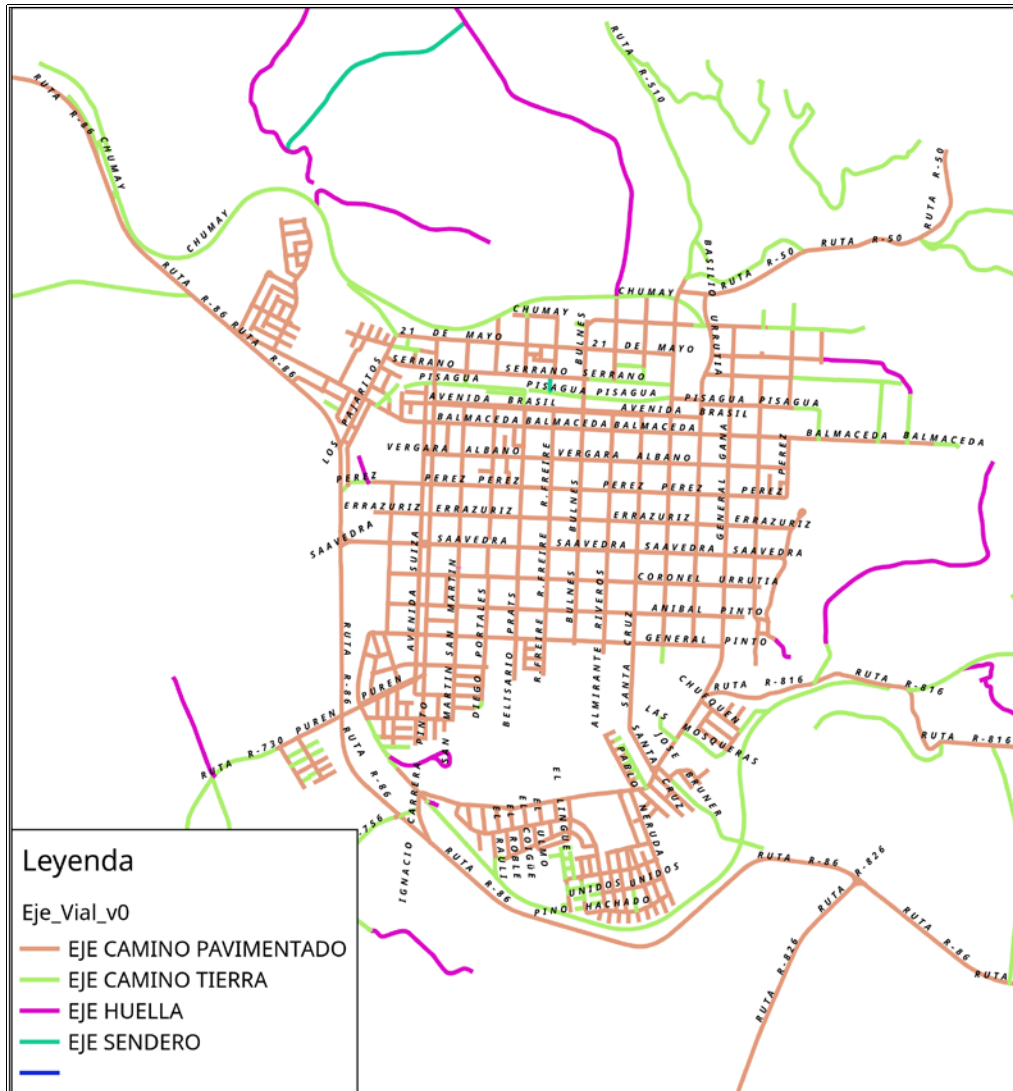 RUTA R-86
CHUMAY
RUTA R-510
RUTA R-50
CHUMAY
RUTA R-50
RUTA R-50
BASILIO URRUTIA
RUTA R-86
RUTA R-86
CHUMAY
CHUMAY
21 DE MAYO
21 DE MAYO
BULNES
LOS PAJARITOS
SERRANO
SERRANO
SERRANO
PISAGUA
PISAGUA
PISAGUA
PISAGUA
PISAGUA
AVENIDA BRASIL
AVENIDA BRASIL
BALMACEDA
BALMACEDA
BALMACEDA
BALMACEDA
BALMACEDA
VERGARA ALBANO
VERGARA ALBANO
GENERAL GANA
PEREZ
PEREZ
PEREZ
PEREZ
PEREZ
PEREZ
PEREZ
R.FREIRE
BULNES
ERRAZURIZ
ERRAZURIZ
ERRAZURIZ
ERRAZURIZ
SAAVEDRA
SAAVEDRA
SAAVEDRA
SAAVEDRA
SAAVEDRA
AVENIDA SUIZA
SAN MARTIN
SAN MARTIN
R.FREIRE
R.FREIRE
BULNES
CORONEL URRUTIA
ANIBAL PINTO
GENERAL PINTO
DIEGO PORTALES
BELISARIO PRATS
ALMIRANTE RIVEROS
SANTA CRUZ
RUTA R-86
PUREN
PUREN
RUTA R-730
RUTA R-816
RUTA R-816
RUTA R-816
CHUFQUEN
LAS MOSQUERAS
JOSE BRUNER
SANTA CRUZ
PABLO NERUDA
RUTA R-86
IGNACIO CARRERA PINTO
-756
EL RAULI
EL ROBLE
EL COIGUE
EL ULMO
EL LINGUE
UNIDOS
UNIDOS
PINO HACHADO
RUTA R-86
RUTA R-86
RUTA R-826
RUTA R-826
RUTA R-86
RUTA
Leyenda
Eje_Vial_v0
EJE CAMINO PAVIMENTADO
EJE CAMINO TIERRA
EJE HUELLA
EJE SENDERO